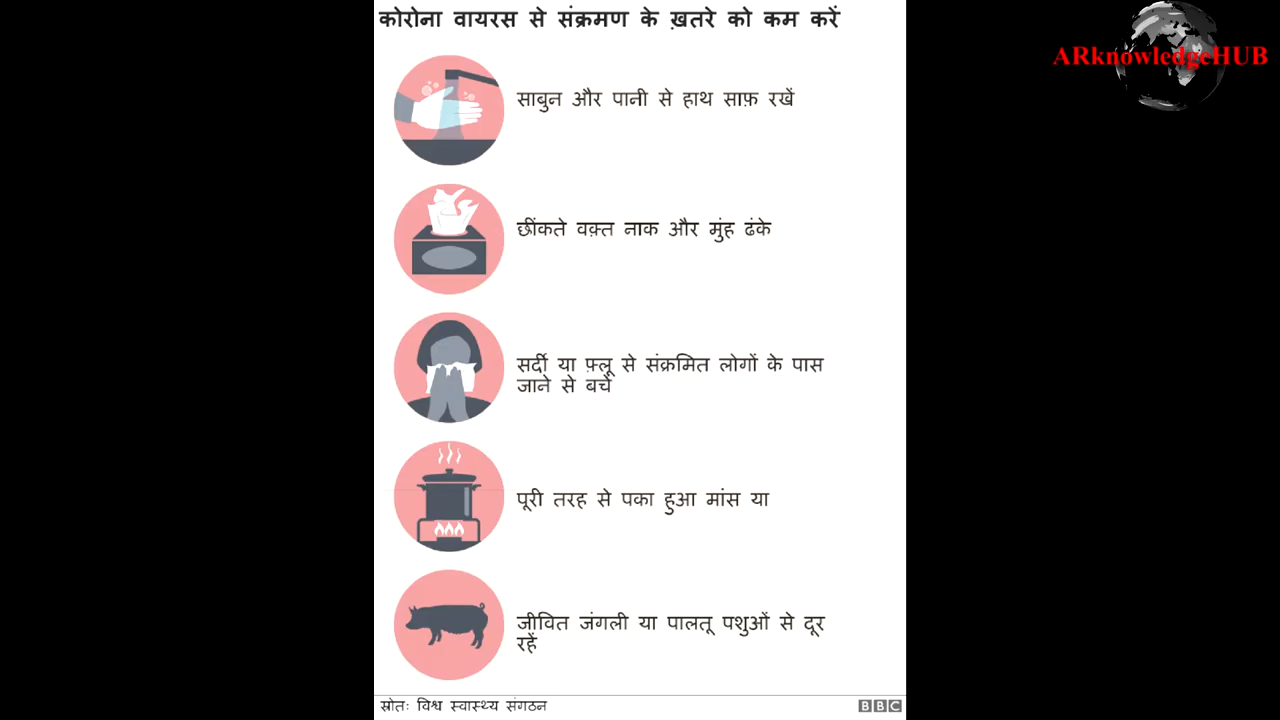 कोरोना वायरस से संक्रमण के ख़तरे को कम करें
ARknowledgeHUB
साबुन और पानी से हाथ साफ़ रखें
छींकते वक़्त नाक और मुंह ढंके
सर्दी या फ़्लू से संक्रमित लोगों के पास
जाने से बचें
पूरी तरह से पका हुआ मांस या
जीवित जंगली या पालतू पशुओं से दूर
रहें
स्रोतः विश्व स्वास्थ्य संगठन
BBC